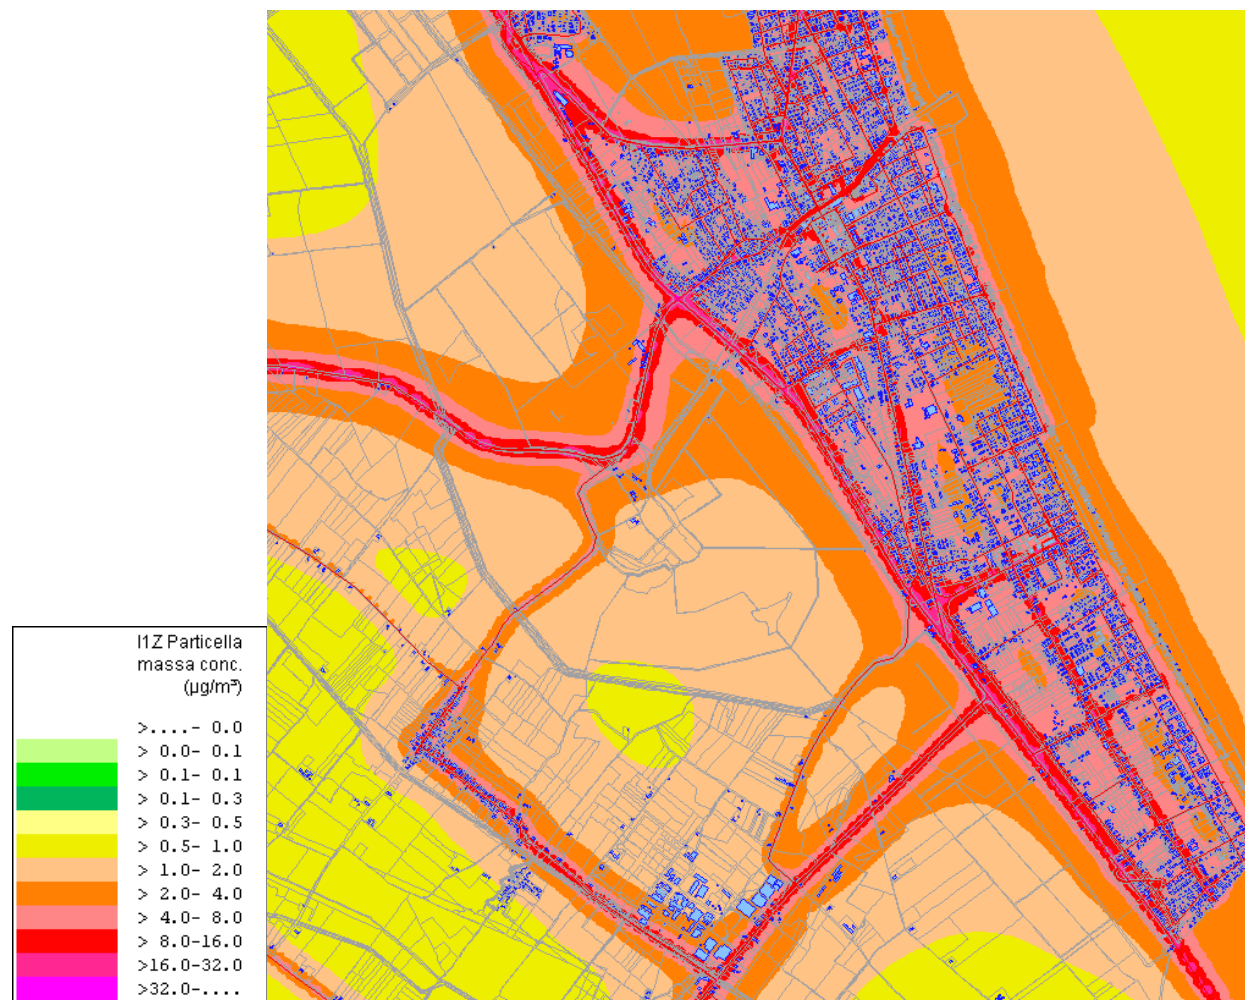 I1Z Particella
massa conc.
(µg/m³)
>....- 0.0
> 0.0- 0.1
> 0.1- 0.1
> 0.1- 0.3
> 0.3- 0.5
> 0.5- 1.0
> 1.0- 2.0
> 2.0- 4.0
> 4.0- 8.0
> 8.0-16.0
>16.0-32.0
>32.0-....